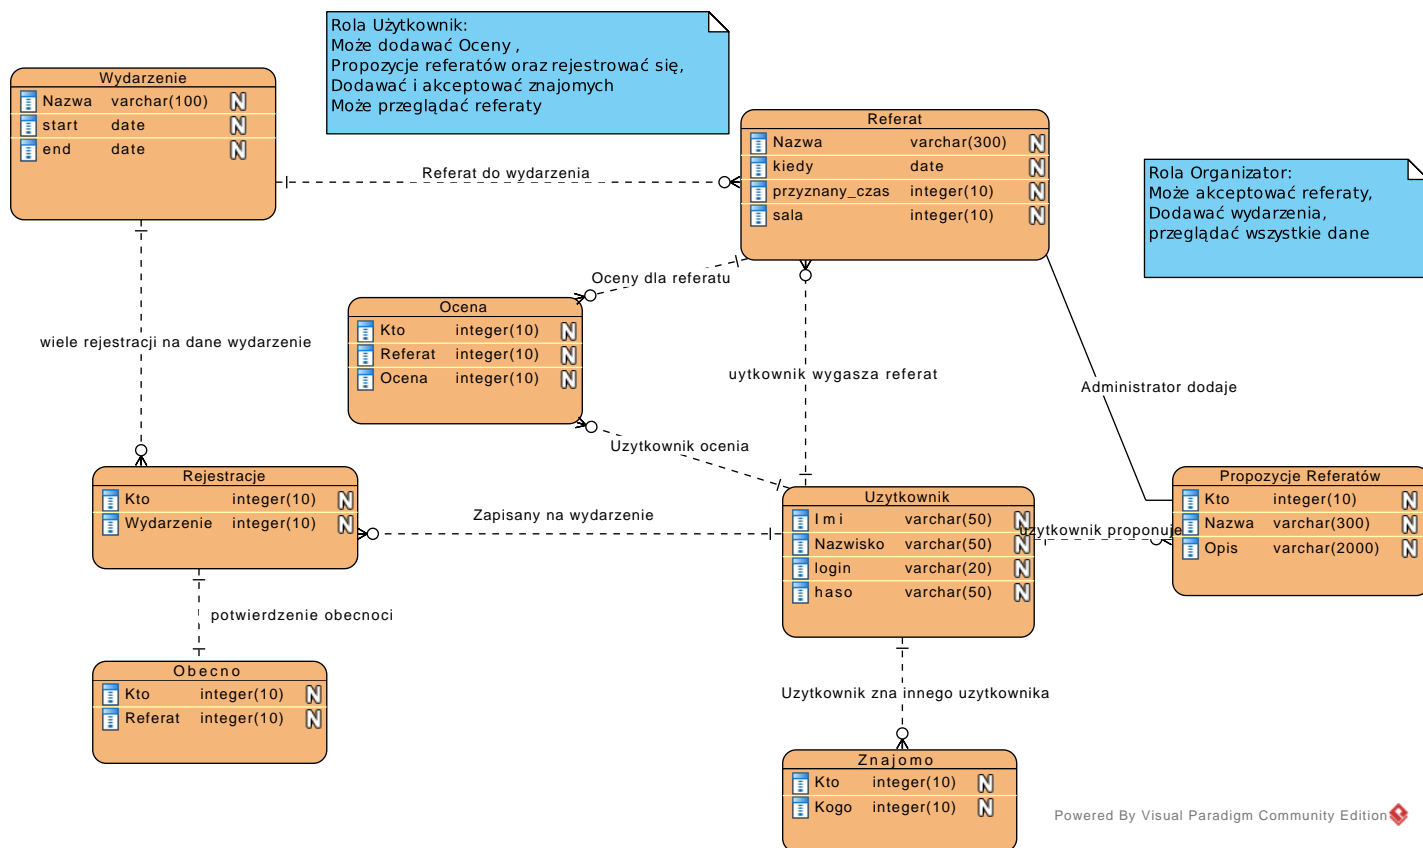 Rola Użytkownik:
Może dodawać Oceny ,
Propozycje referatów oraz rejestrować się,
Dodawać i akceptować znajomych
Może przeglądać referaty
Wydarzenie
Nazwa varchar(100) N
start date N
end date N
Referat
Nazwa varchar(300) N
kiedy date N
przyznany_czas integer(10) N
sala integer(10) N
Rola Organizator:
Może akceptować referaty,
Dodawać wydarzenia,
przeglądać wszystkie dane
Referat do wydarzenia
Oceny dla referatu
Ocena
Kto integer(10) N
Referat integer(10) N
Ocena integer(10) N
wiele rejestracji na dane wydarzenie
uytkownik wygasza referat
Administrator dodaje
Uzytkownik ocenia
Rejestracje
Kto integer(10) N
Wydarzenie integer(10) N
Zapisany na wydarzenie
Uzytkownik
Imi varchar(50) N
Nazwisko varchar(50) N
login varchar(20) N
haso varchar(50) N
uzytkownik proponuje
Propozycje Referatów
Kto integer(10) N
Nazwa varchar(300) N
Opis varchar(2000) N
potwierdzenie obecnoci
Obecno
Kto integer(10) N
Referat integer(10) N
Uzytkownik zna innego uzytkownika
Znajomo
Kto integer(10) N
Kogo integer(10) N
Powered By Visual Paradigm Community Edition